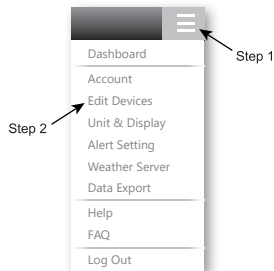 Step 1
Dashboard
Account
Edit Devices
Step 2
Unit & Display
Alert Setting
Weather Server
Data Export
Help
FAQ
Log Out